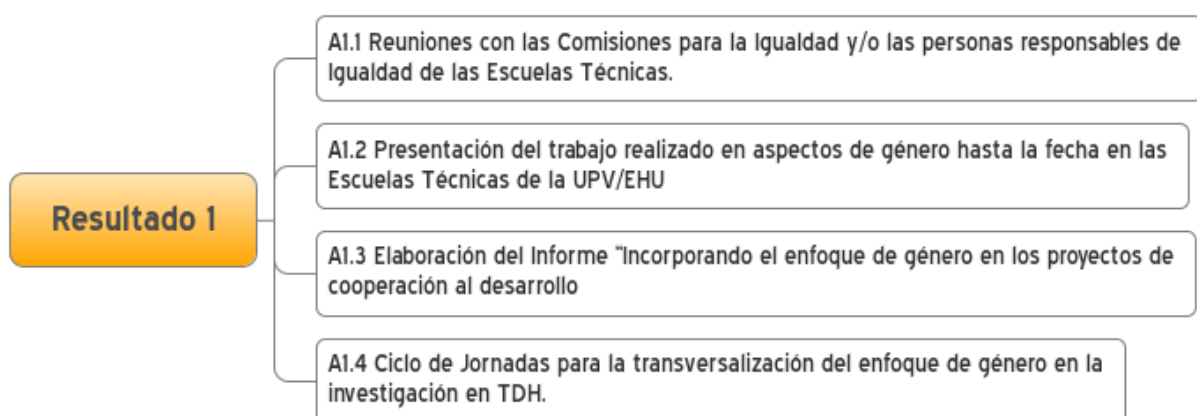 A1.1 Reuniones con las Comisiones para la Igualdad y/o las personas responsables de
Igualdad de las Escuelas Técnicas.
A1.2 Presentación del trabajo realizado en aspectos de género hasta la fecha en las
Escuelas Técnicas de la UPV/EHU
Resultado 1
A1.3 Elaboración del Informe "Incorporando el enfoque de género en los proyectos de
cooperación al desarrollo
A1.4 Ciclo de Jornadas para la transversalización del enfoque de género en la
investigación en TDH.